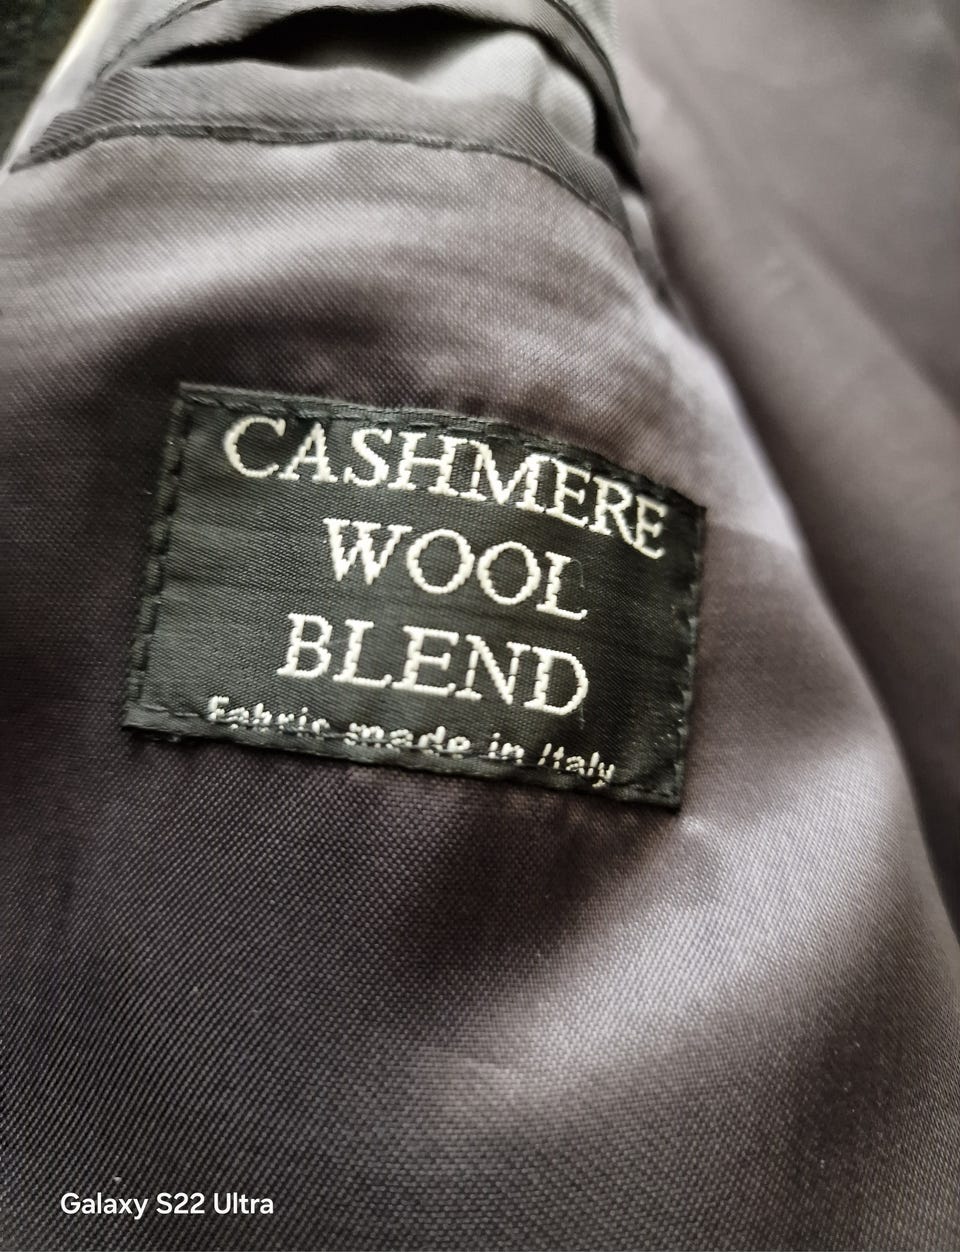 CASHMERE
WOOL
BLEND
Fabric made in Italy
Galaxy S22 Ultra